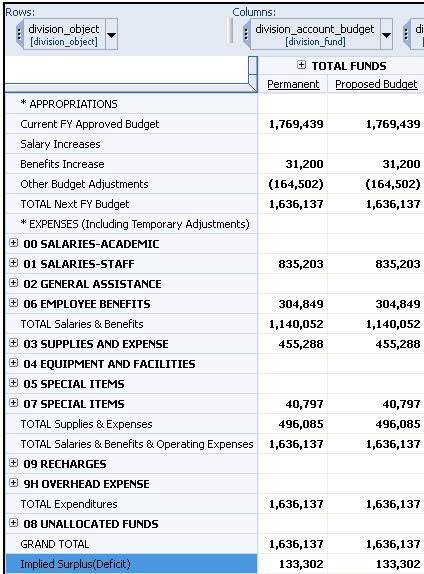 Rows: Columns:
division_object division_account_budget di
[division_object] [division_fund]
TOTAL FUNDS
Permanent Proposed Budget
* APPROPRIATIONS
Current FY Approved Budget 1,769,439 1,769,439
Salary Increases
Benefits Increase 31,200 31,200
Other Budget Adjustments (164,502) (164,502)
TOTAL Next FY Budget 1,636,137 1,636,137
* EXPENSES (Including Temporary Adjustments)
00 SALARIES-ACADEMIC
01 SALARIES-STAFF 835,203 835,203
02 GENERAL ASSISTANCE
06 EMPLOYEE BENEFITS 304,849 304,849
TOTAL Salaries & Benefits 1,140,052 1,140,052
03 SUPPLIES AND EXPENSE 455,288 455,288
04 EQUIPMENT AND FACILITIES
05 SPECIAL ITEMS
07 SPECIAL ITEMS 40,797 40,797
TOTAL Supplies & Expenses 496,085 496,085
TOTAL Salaries & Benefits & Operating Expenses 1,636,137 1,636,137
09 RECHARGES
9H OVERHEAD EXPENSE
TOTAL Expenditures 1,636,137 1,636,137
08 UNALLOCATED FUNDS
GRAND TOTAL 1,636,137 1,636,137
Implied Surplus(Deficit) 133,302 133,302